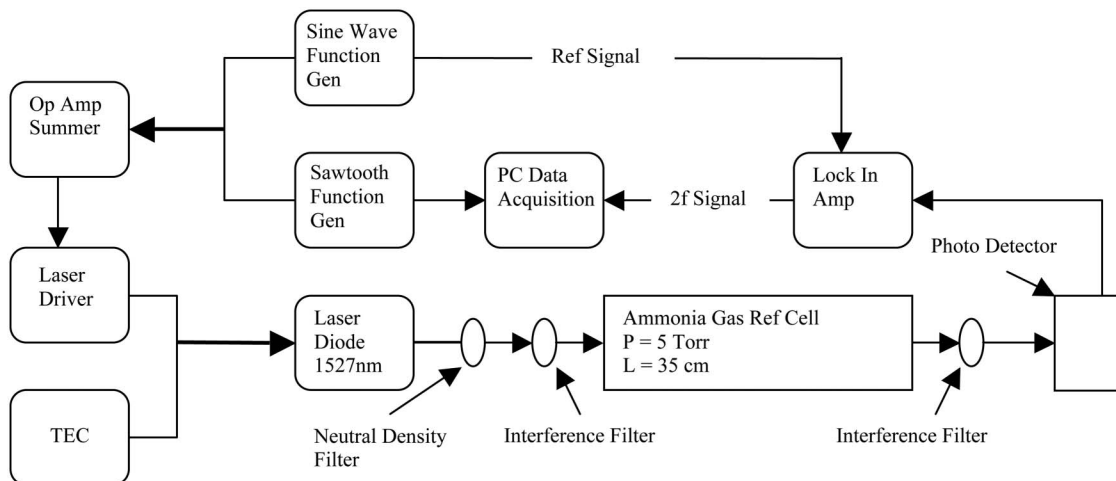 Sine Wave
Function
Gen
Ref Signal
Op Amp
Summer
Sawtooth
Function
Gen
PC Data
Acquisition
2f Signal
Lock In
Amp
Photo Detector
Laser
Driver
Laser
Diode
1527nm
Ammonia Gas Ref Cell
P = 5 Torr
L = 35 cm
TEC
Neutral Density
Filter
Interference Filter
Interference Filter